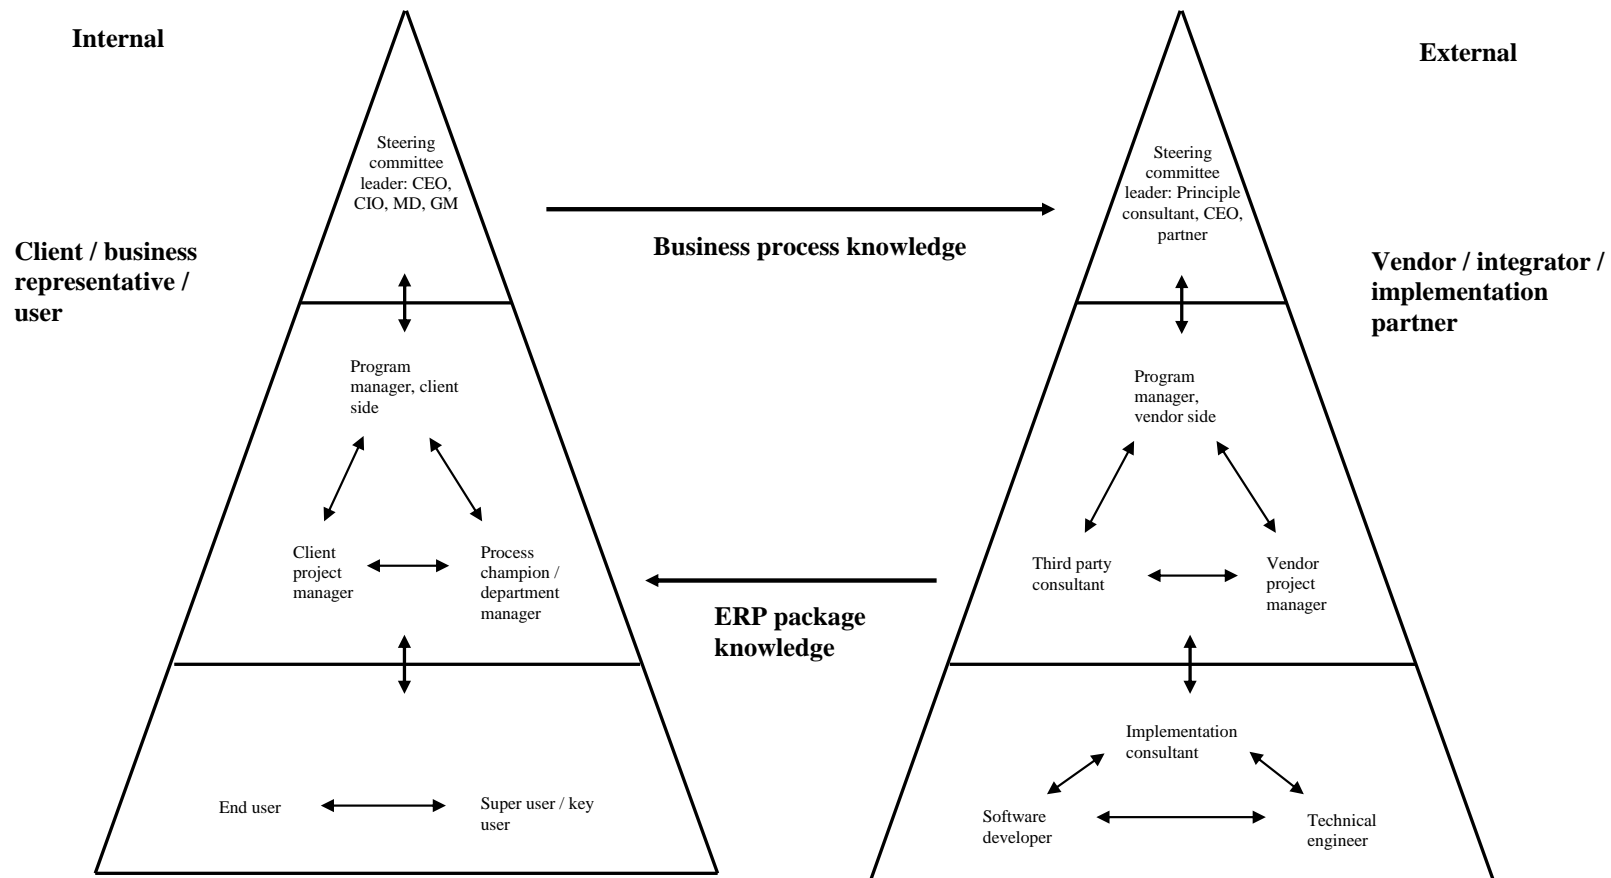 Internal
External
Steering
committee
leader: CEO,
CIO, MD, GM
Steering
committee
leader: Principle
consultant, CEO,
partner
Business process knowledge
Client / business
representative /
user
Vendor / integrator /
implementation
partner
Program
manager, client
side
Program
manager,
vendor side
Client
project
manager
Process
champion /
department
manager
Third party
consultant
Vendor
project
manager
ERP package
knowledge
Implementation
consultant
End user
Super user / key
user
Software
developer
Technical
engineer